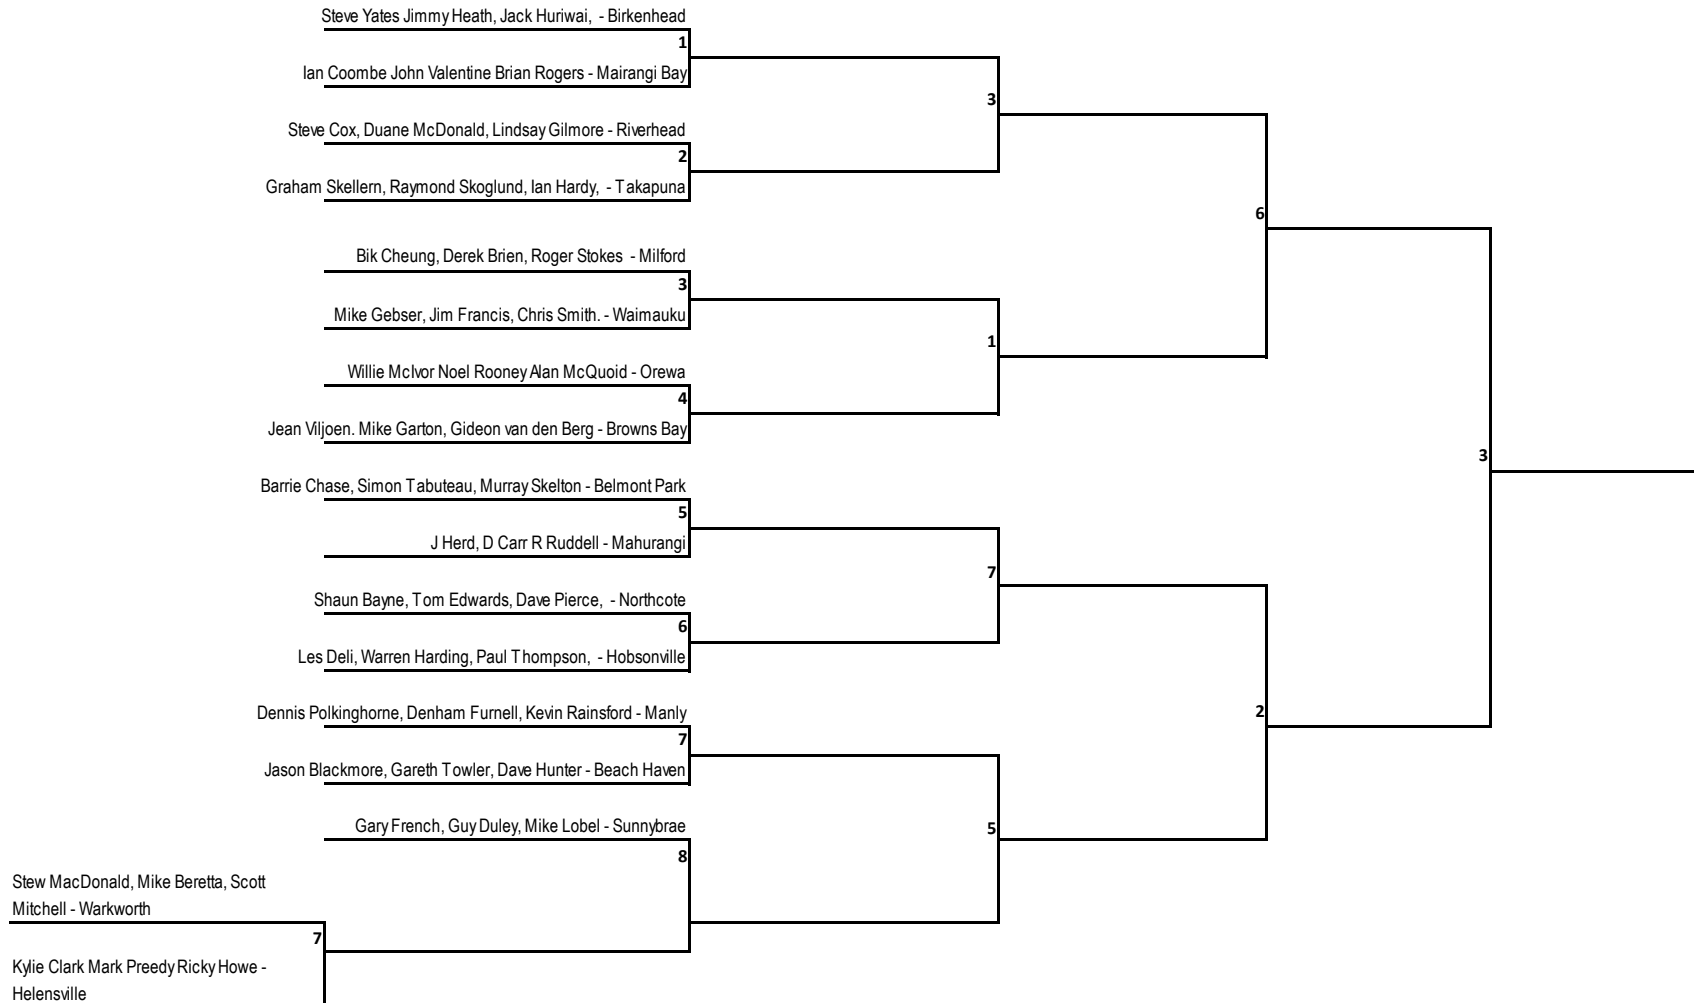 Steve Yates Jimmy Heath, Jack Huriwai,  - Birkenhead
1
Ian Coombe John Valentine Brian Rogers - Mairangi Bay
3
Steve Cox, Duane McDonald, Lindsay Gilmore - Riverhead
2
Graham Skellern, Raymond Skoglund, Ian Hardy,  - Takapuna
6
Bik Cheung, Derek Brien, Roger Stokes  - Milford
3
Mike Gebser, Jim Francis, Chris Smith. - Waimauku
1
Willie McIvor Noel Rooney Alan McQuoid - Orewa
4
Jean Viljoen. Mike Garton, Gideon van den Berg - Browns Bay
3
Barrie Chase, Simon Tabuteau, Murray Skelton - Belmont Park
5
J Herd, D Carr R Ruddell - Mahurangi
7
Shaun Bayne, Tom Edwards, Dave Pierce,  - Northcote
6
Les Deli, Warren Harding, Paul Thompson,  - Hobsonville
2
Dennis Polkinghorne, Denham Furnell, Kevin Rainsford - Manly
7
Jason Blackmore, Gareth Towler, Dave Hunter - Beach Haven
Gary French, Guy Duley, Mike Lobel - Sunnybrae
5
8
Stew MacDonald, Mike Beretta, Scott
Mitchell - Warkworth
7
Kylie Clark Mark Preedy Ricky Howe -
Helensville